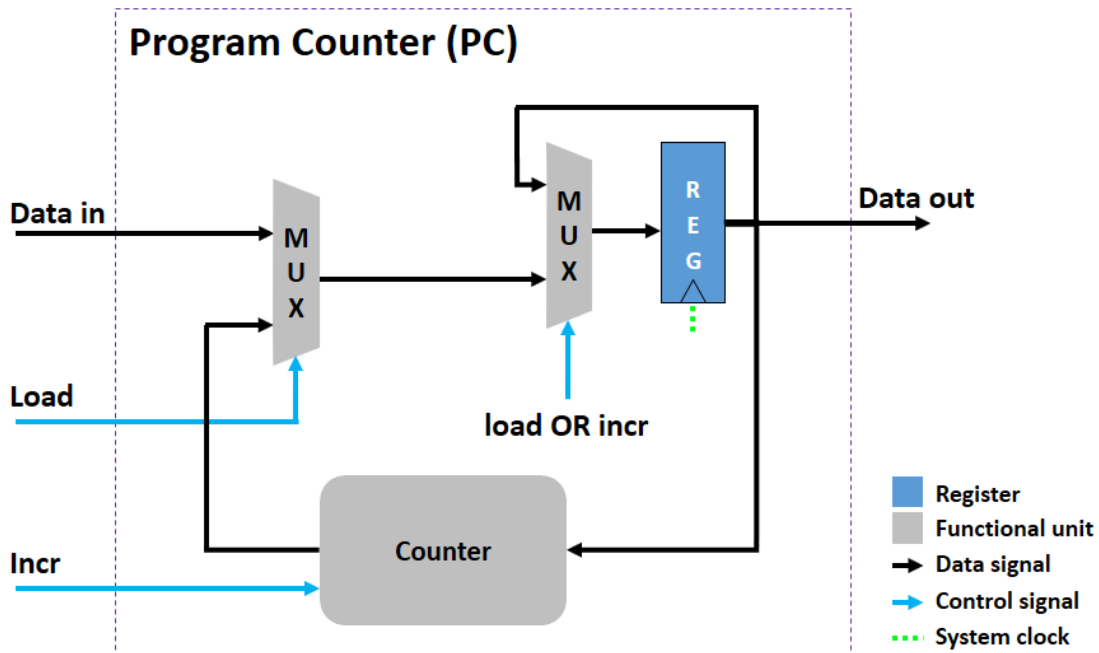 Program Counter (PC)
Data in
M
U
X
M
U
X
R
E
G
Data out
Load
load OR incr
Incr
Counter
Register
Functional unit
Data signal
Control signal
System clock